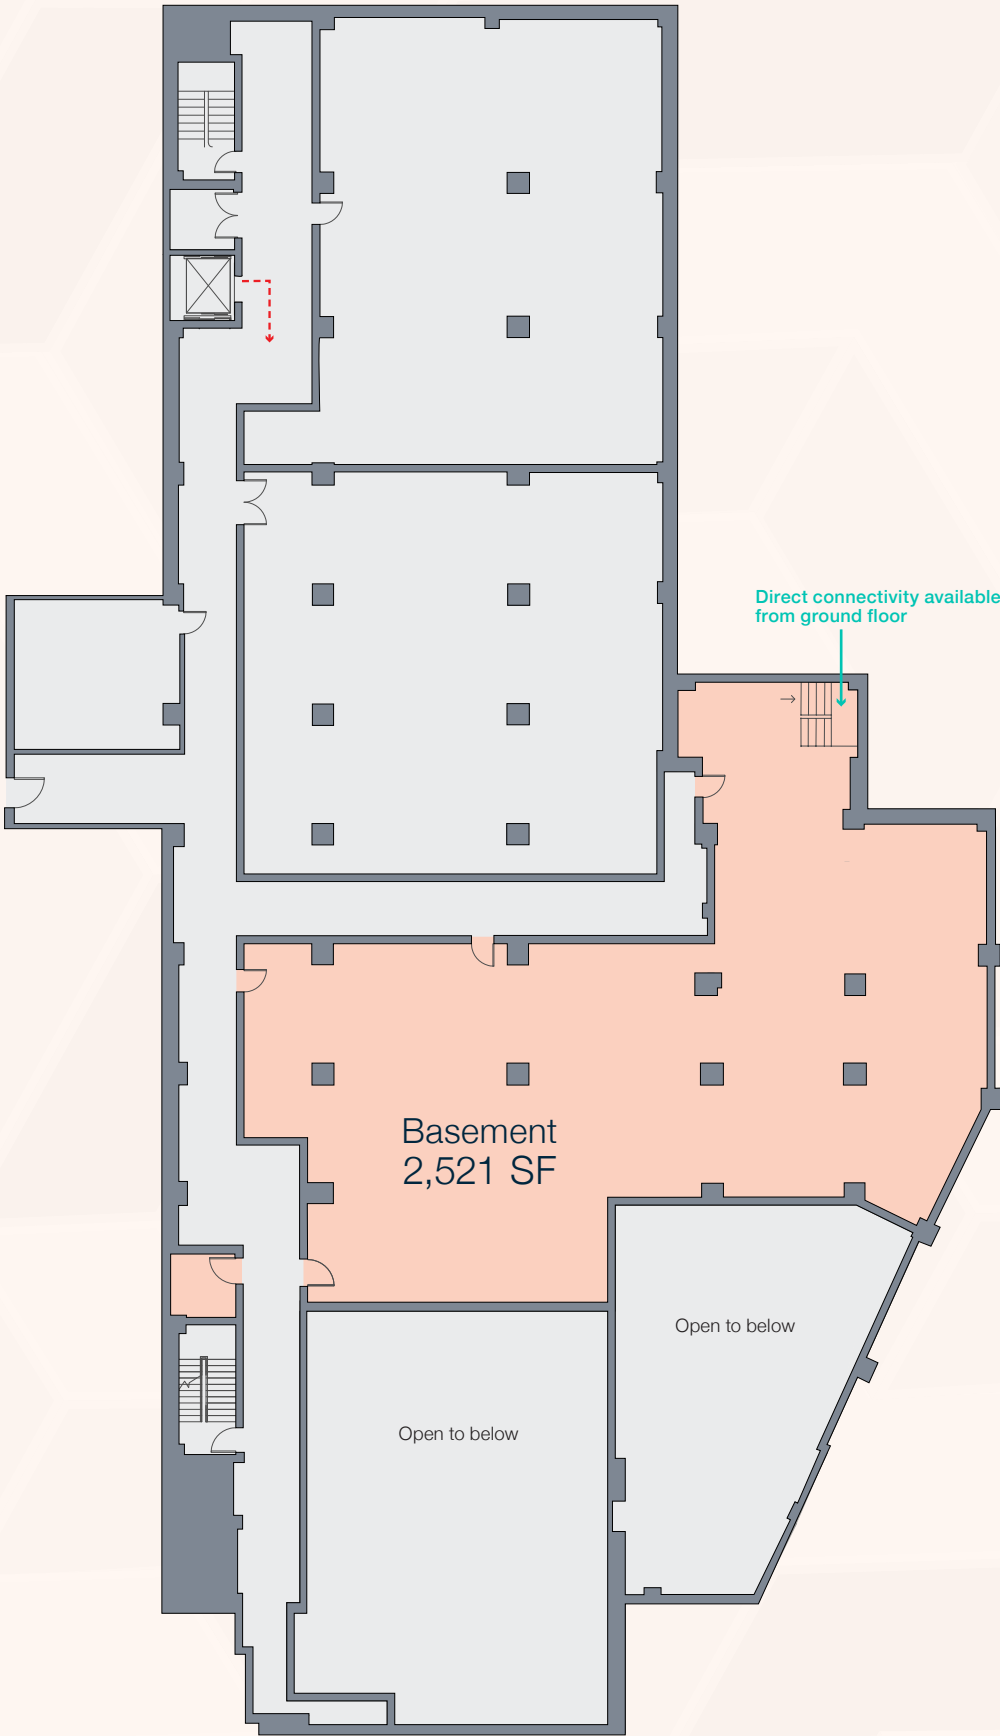 Direct connectivity available
from ground floor
Basement
2,521 SF
Open to below
Open to below